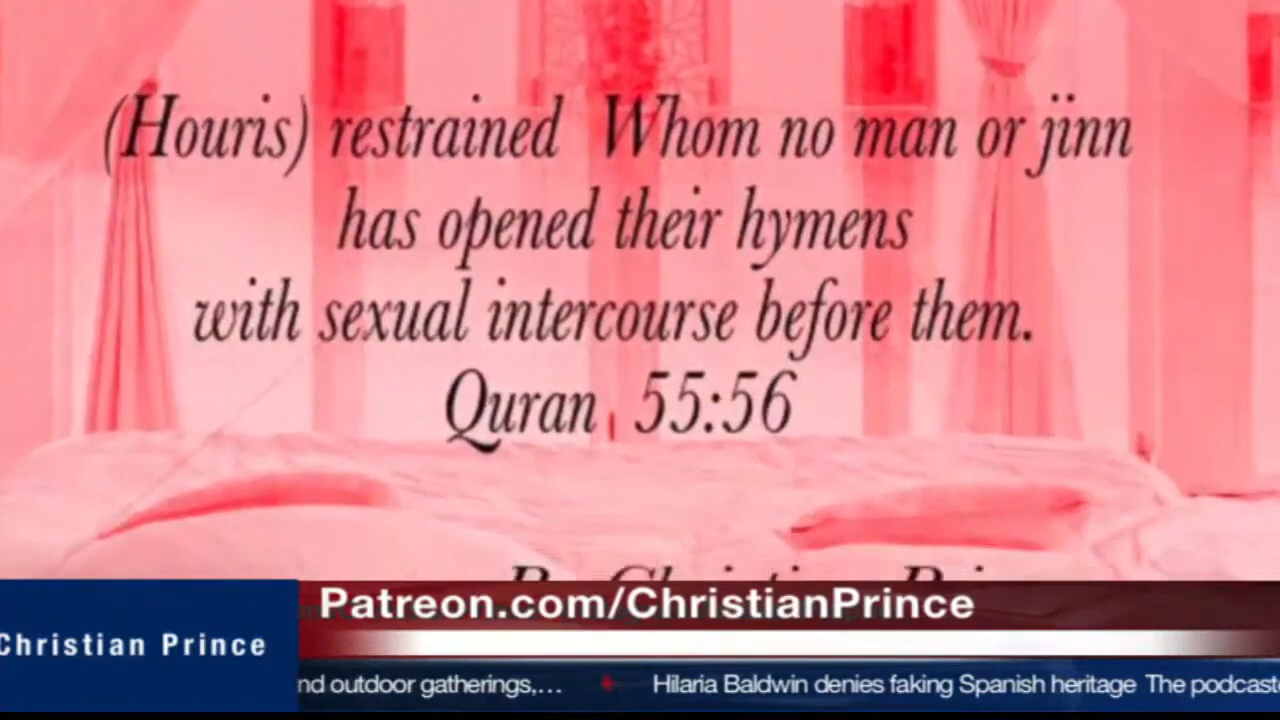 (Houris) restrained Whom no man or jinn
has opened their hymens
with sexual intercourse before them.
Quran 55:56
Patreon.com/ChristianPrince
Christian Prince
nd outdoor gatherings,... Hilaria Baldwin denies faking Spanish heritage The podcast